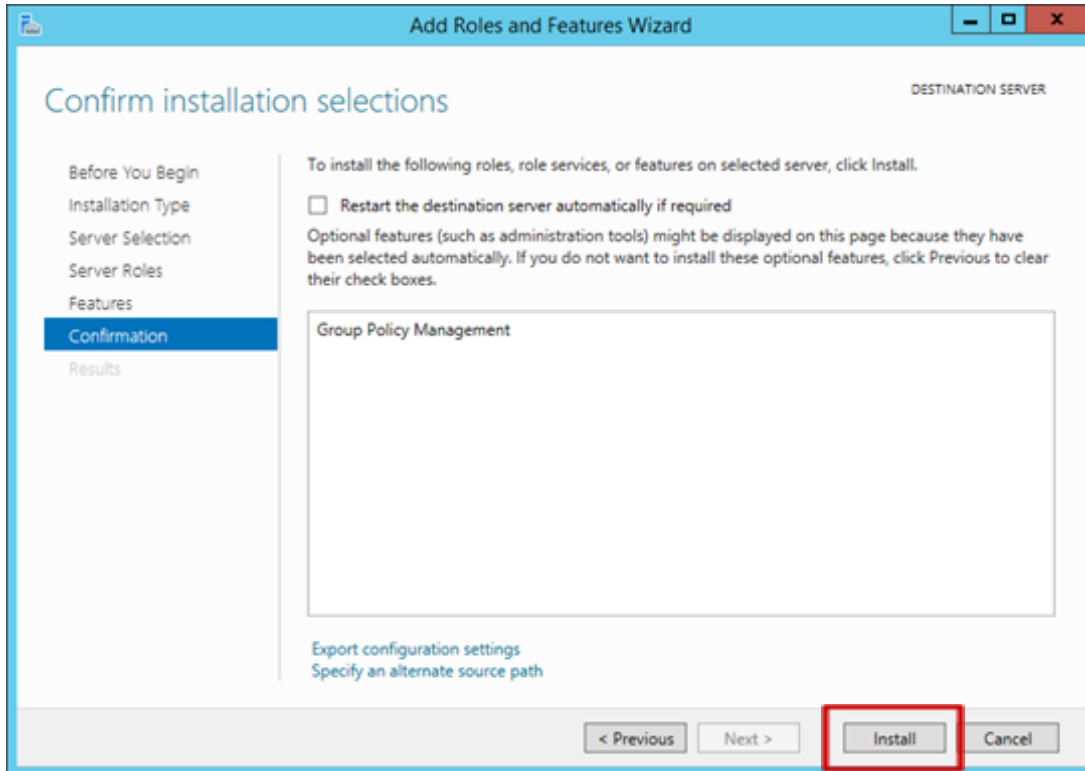 Add Roles and Features Wizard
Confirm installation selections
DESTINATION SERVER
Before You Begin
Installation Type
Server Selection
Server Roles
Features
Confirmation
Results
To install the following roles, role services, or features on selected server, click Install.
Restart the destination server automatically if required
Optional features (such as administration tools) might be displayed on this page because they have
been selected automatically. If you do not want to install these optional features, click Previous to clear
their check boxes.
Group Policy Management
Export configuration settings
Specify an alternate source path
< Previous
Next >
Install
Cancel